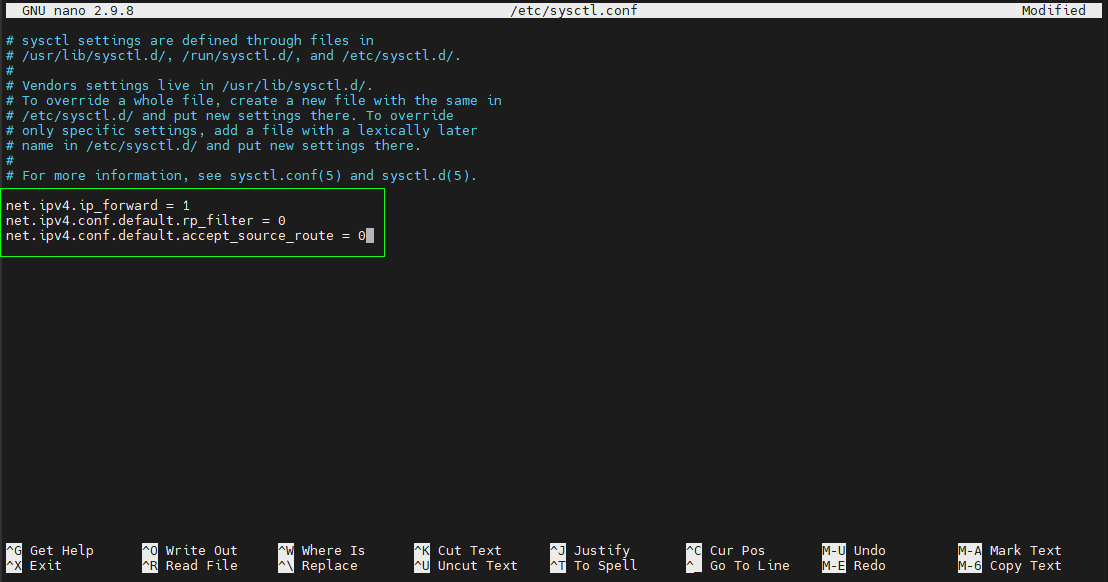 GNU nano 2.9.8 /etc/sysctl.conf Modified
# sysctl settings are defined through files in
# /usr/lib/sysctl.d/, /run/sysctl.d/, and /etc/sysctl.d/.
#
# Vendors settings live in /usr/lib/sysctl.d/.
# To override a whole file, create a new file with the same in
# /etc/sysctl.d/ and put new settings there. To override
# only specific settings, add a file with a lexically later
# name in /etc/sysctl.d/ and put new settings there.
#
# For more information, see sysctl.conf(5) and sysctl.d(5).
net.ipv4.ip_forward = 1
net.ipv4.conf.default.rp_filter = 0
net.ipv4.conf.default.accept_source_route = 0
^G Get Help ^O Write Out ^W Where Is ^K Cut Text ^J Justify ^C Cur Pos M-U Undo M-A Mark Text
^X Exit ^R Read File ^\ Replace ^U Uncut Text ^T To Spell ^_ Go To Line M-E Redo M-6 Copy Text